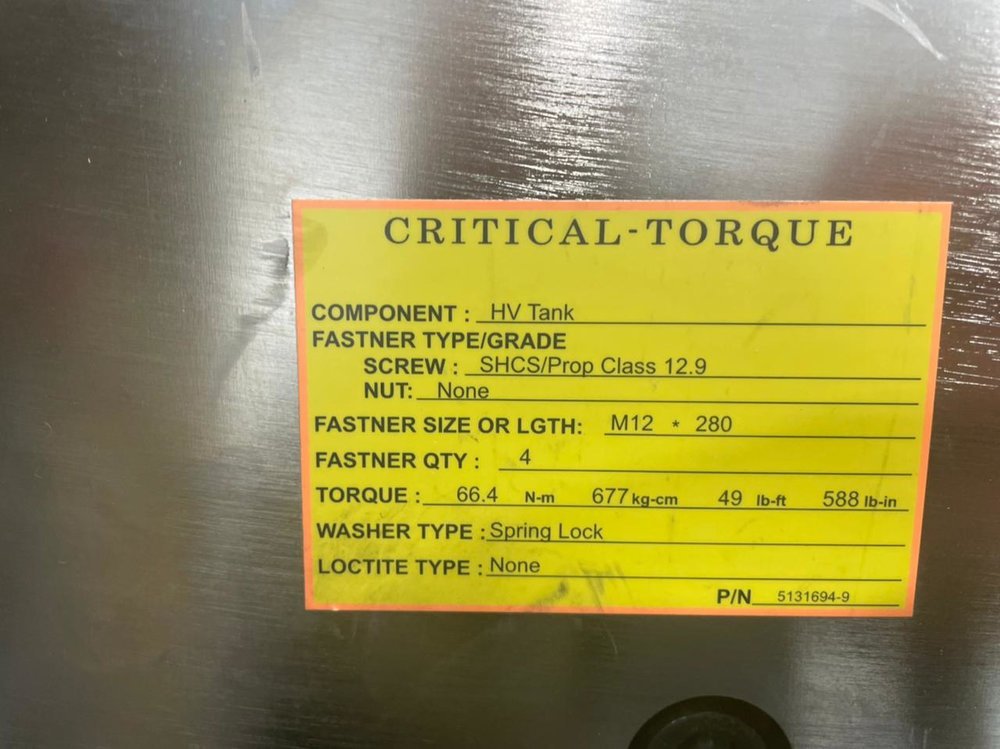 CRITICAL-TORQUE
COMPONENT : HV Tank
FASTNER TYPE/GRADE
SCREW : SHCS/Prop Class 12.9
NUT: None
FASTNER SIZE OR LGTH: M12 * 280
FASTNER QTY : 4
TORQUE : 66.4 N-m 677 kg-cm 49 lb-ft 588 lb-in
WASHER TYPE : Spring Lock
LOCTITE TYPE : None
P/N 5131694-9